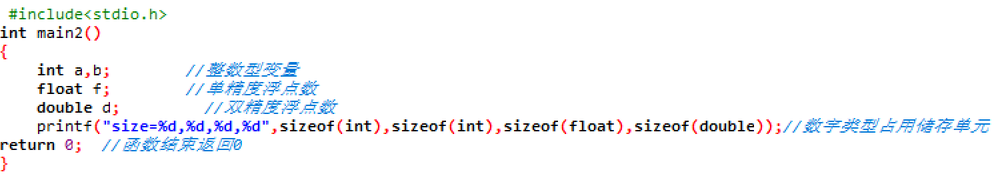 #include<stdio.h>
int main2()
{
    int a,b;        //整数型变量
    float f;        //单精度浮点数
    double d;         //双精度浮点数
    printf("size=%d,%d,%d,%d",sizeof(int),sizeof(int),sizeof(float),sizeof(double));//数字类型占用储存单元
return 0;  //函数结束返回0
}